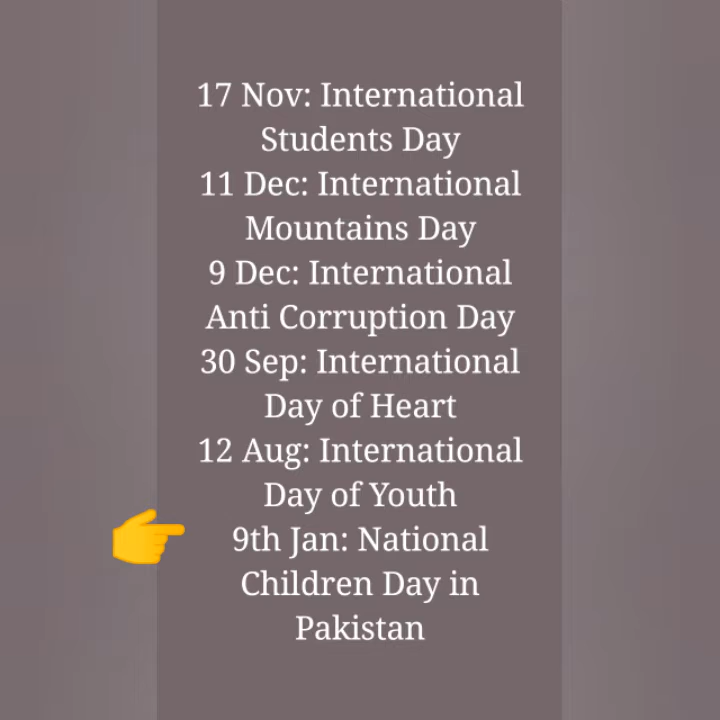 17 Nov: International
Students Day
11 Dec: International
Mountains Day
9 Dec: International
Anti Corruption Day
30 Sep: International
Day of Heart
12 Aug: International
Day of Youth
9th Jan: National
Children Day in
Pakistan